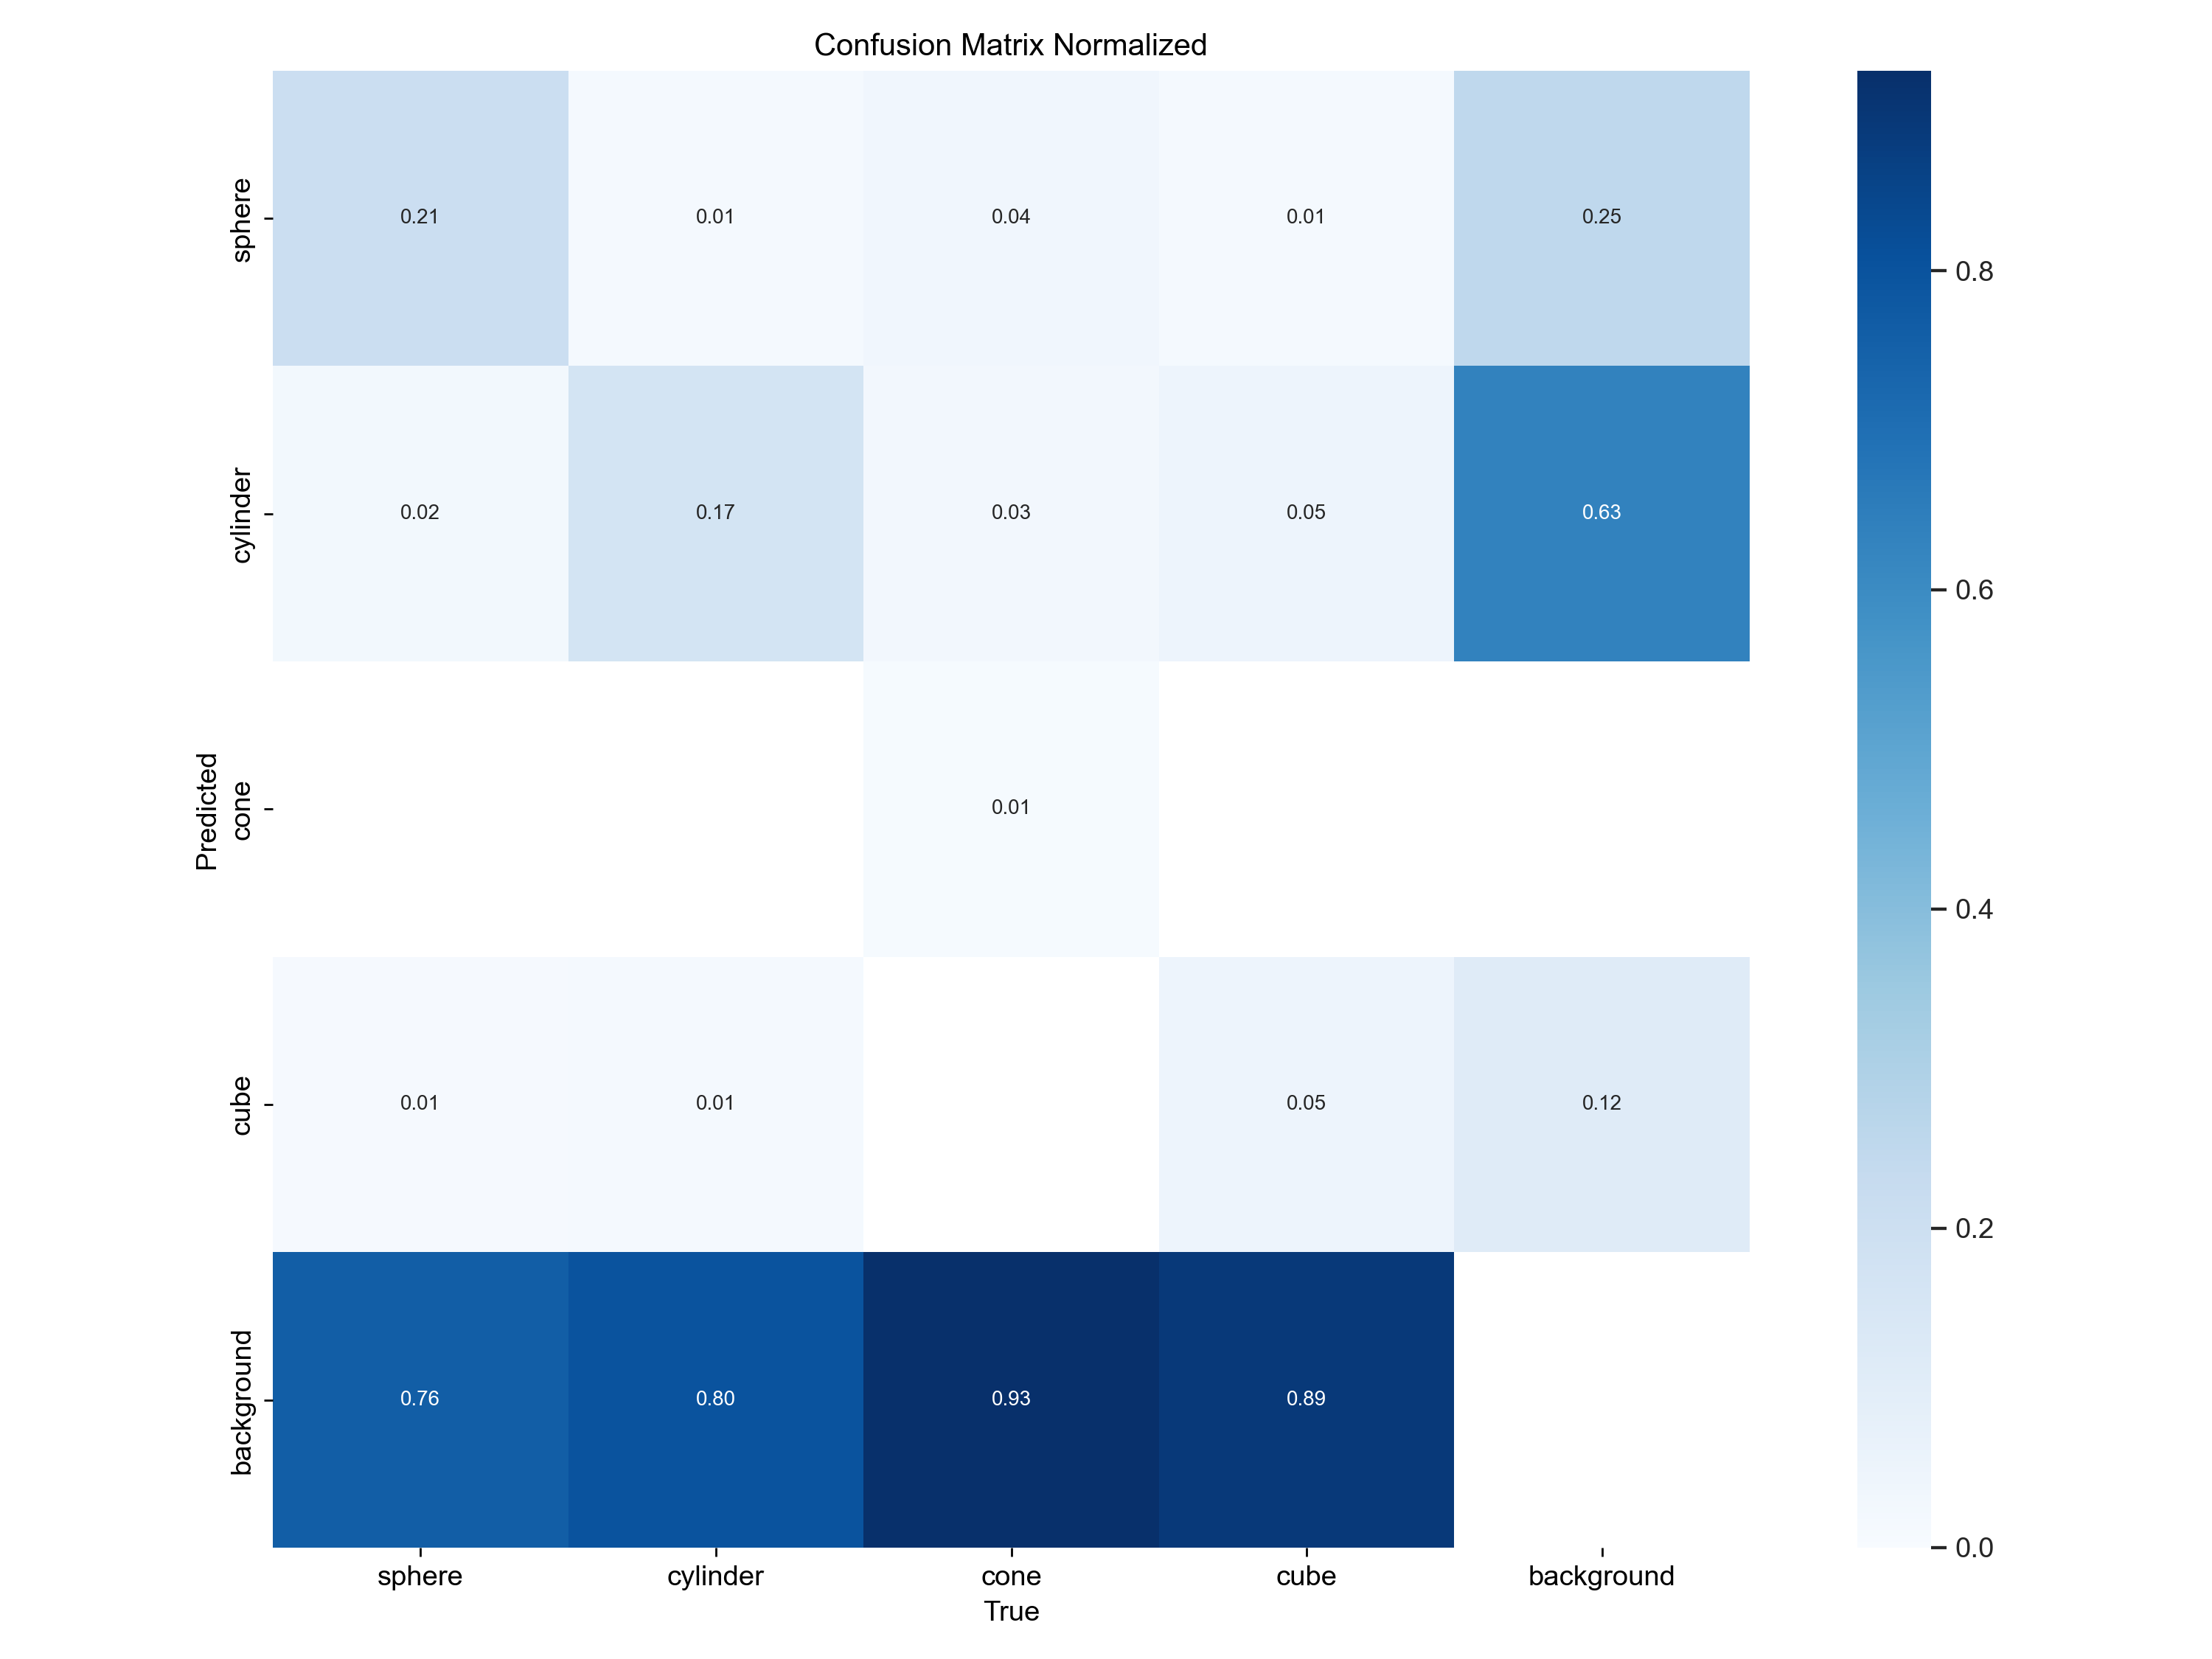 Confusion Matrix Normalized
sphere
0.21
0.01
0.04
0.01
0.25
cylinder
0.02
0.17
0.03
0.05
0.63
Predicted
cone
0.01
cube
0.01
0.01
0.05
0.12
background
0.76
0.80
0.93
0.89
sphere
cylinder
cone
cube
background
True
0.8
0.6
0.4
0.2
0.0